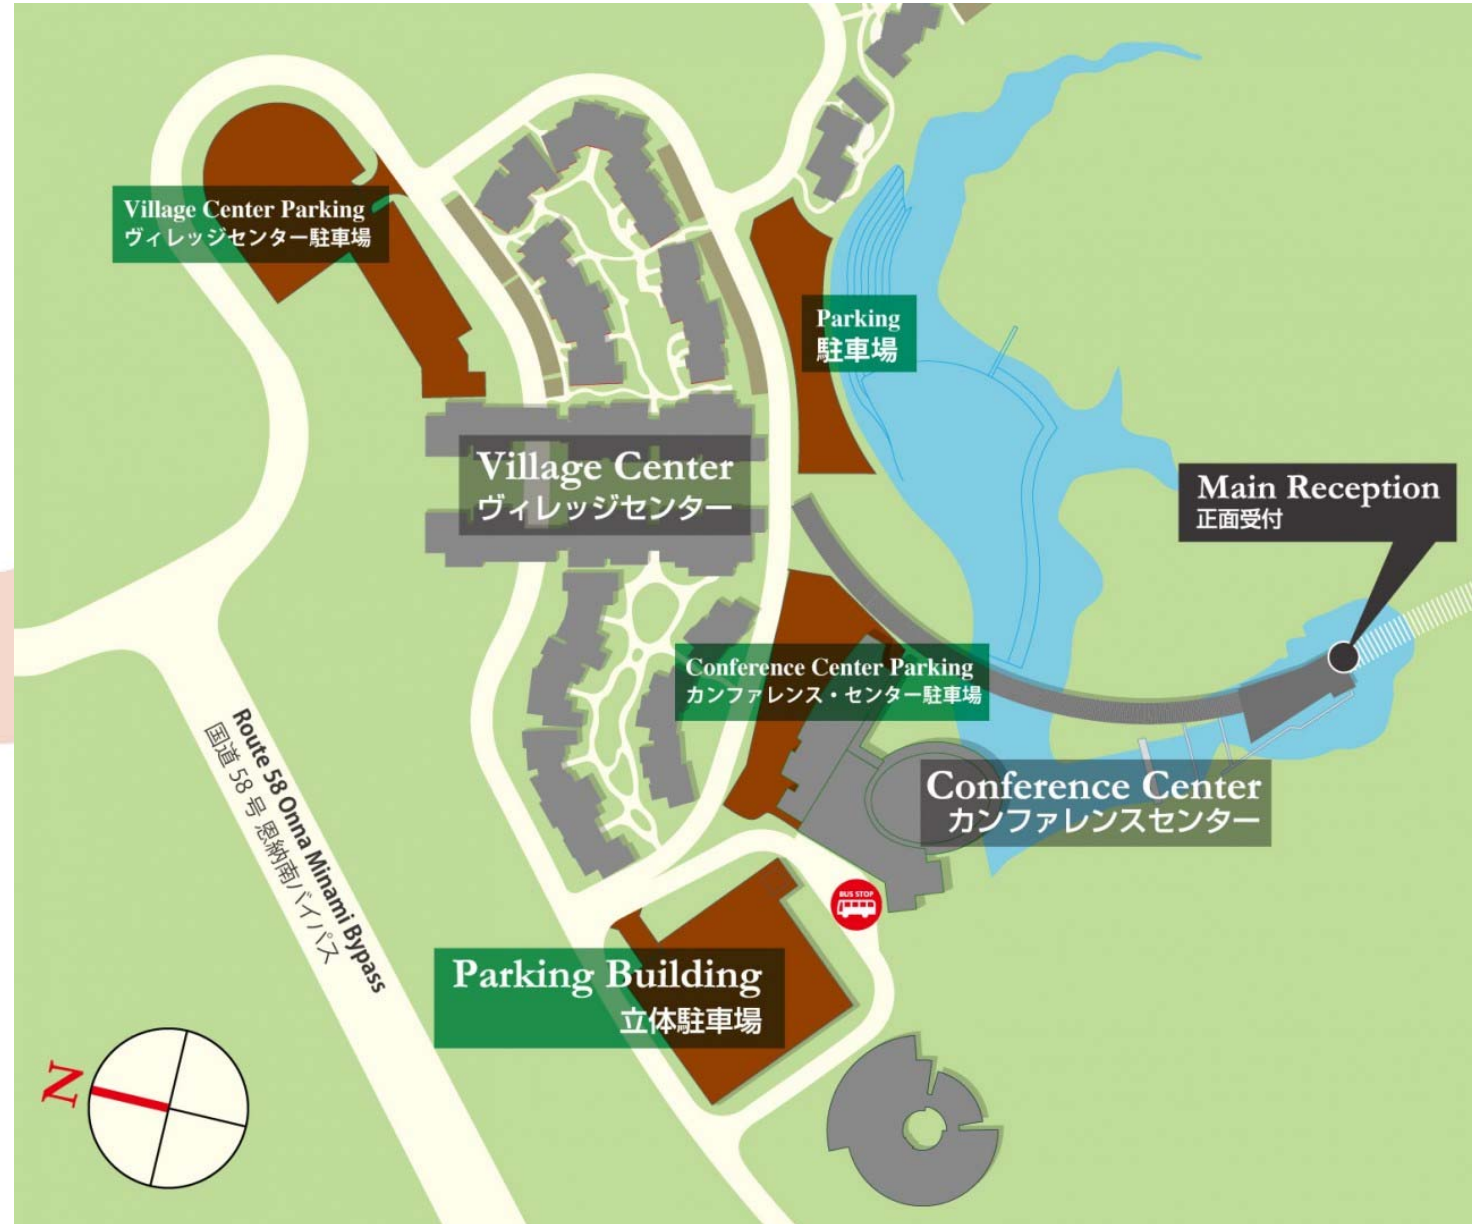 Village Center Parking
ヴィレッジセンター駐車場
Parking
駐車場
Village Center
ヴィレッジセンター
Main Reception
正面受付
Conference Center Parking
カンファレンス・センター駐車場
Route 58 Onna Minami Bypass
国道 58 号 恩納南バイパス
Conference Center
カンファレンスセンター
BUS STOP
Parking Building
立体駐車場
N